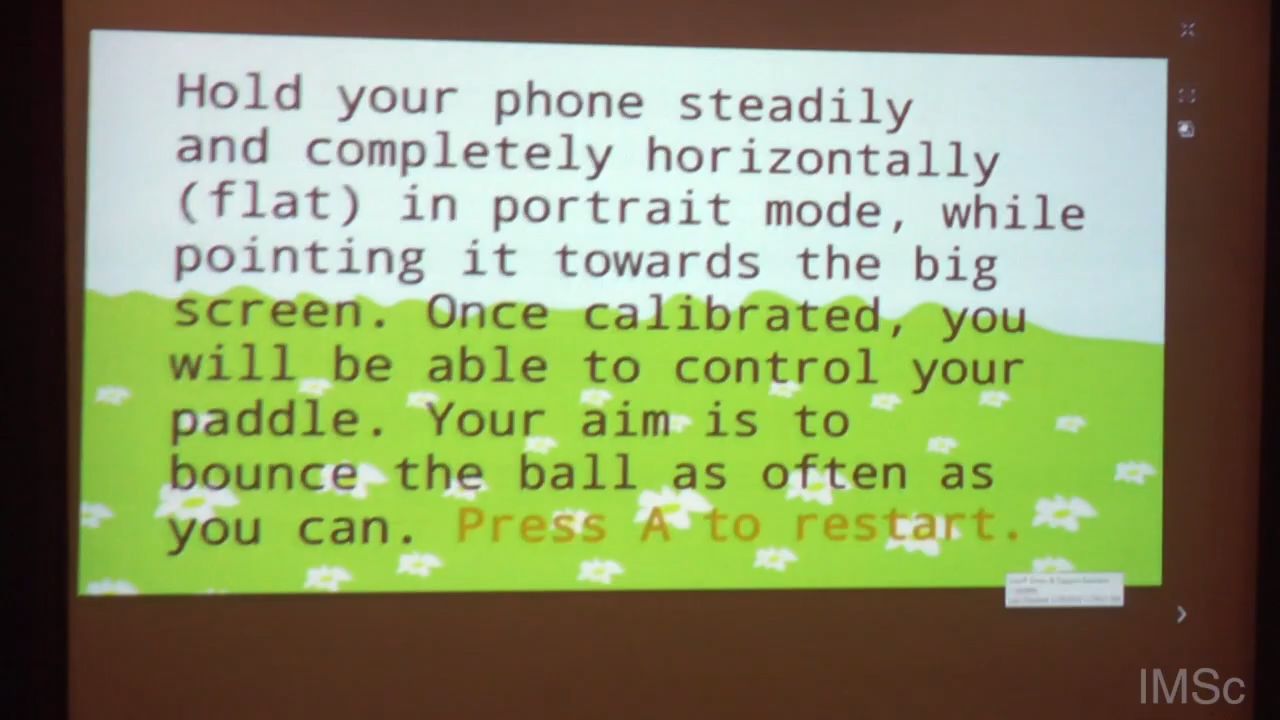 Hold your phone steadily
and completely horizontally
(flat) in portrait mode, while
pointing it towards the big
screen. Once calibrated, you
will be able to control your
paddle. Your aim is to
bounce the ball as often as
you can. Press A to restart.
IMSc